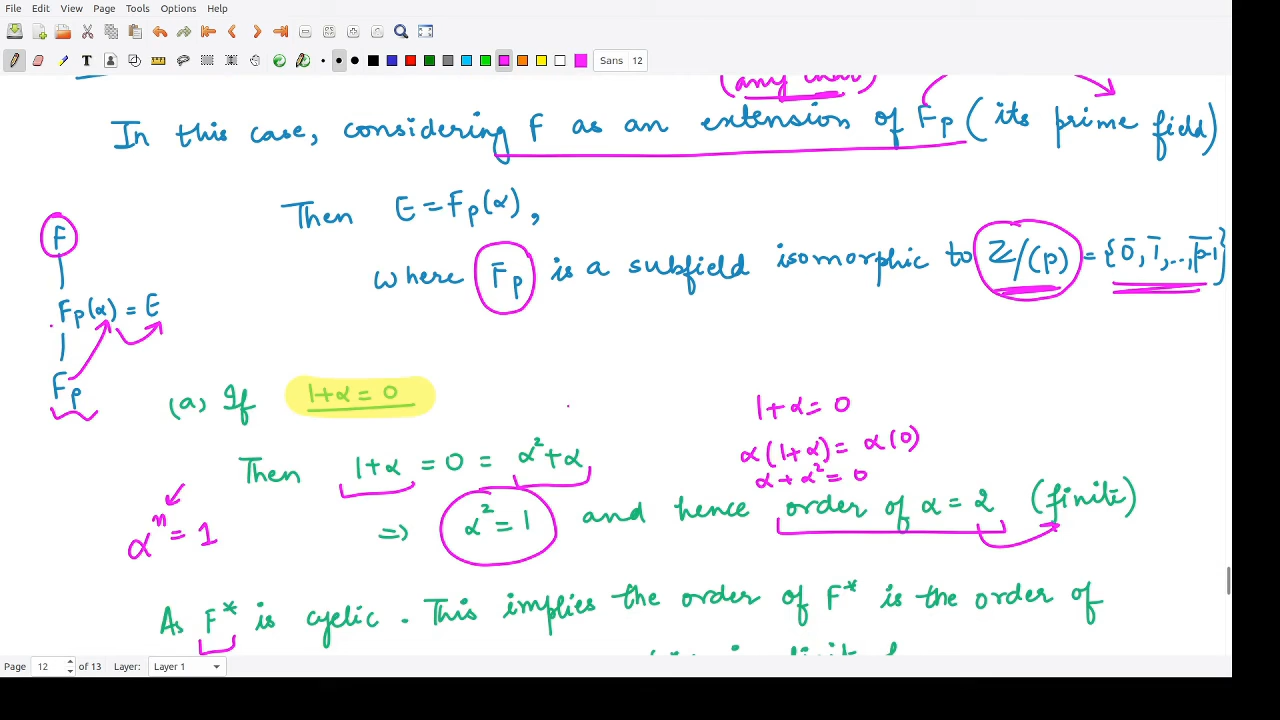 File Edit View Page Tools Options Help
Sans 12
(any
In this case, considering F as an extension of Fₚ (its prime field)
Then E = Fₚ(α),
where Fₚ is a subfield isomorphic to ℤ/(p) = {0̄, 1̄, .., p̄-1}
F
Fₚ(α) = E
Fₚ
(a) If 1+α = 0
1+α = 0
α(1+α) = α(0)
α + α² = 0
Then 1+α = 0 = α²+α
⇒ α² = 1 and hence order of α = 2 (finite)
αⁿ = 1
As F* is cyclic. This implies the order of F* is the order of
Page 12 of 13 Layer: Layer 1